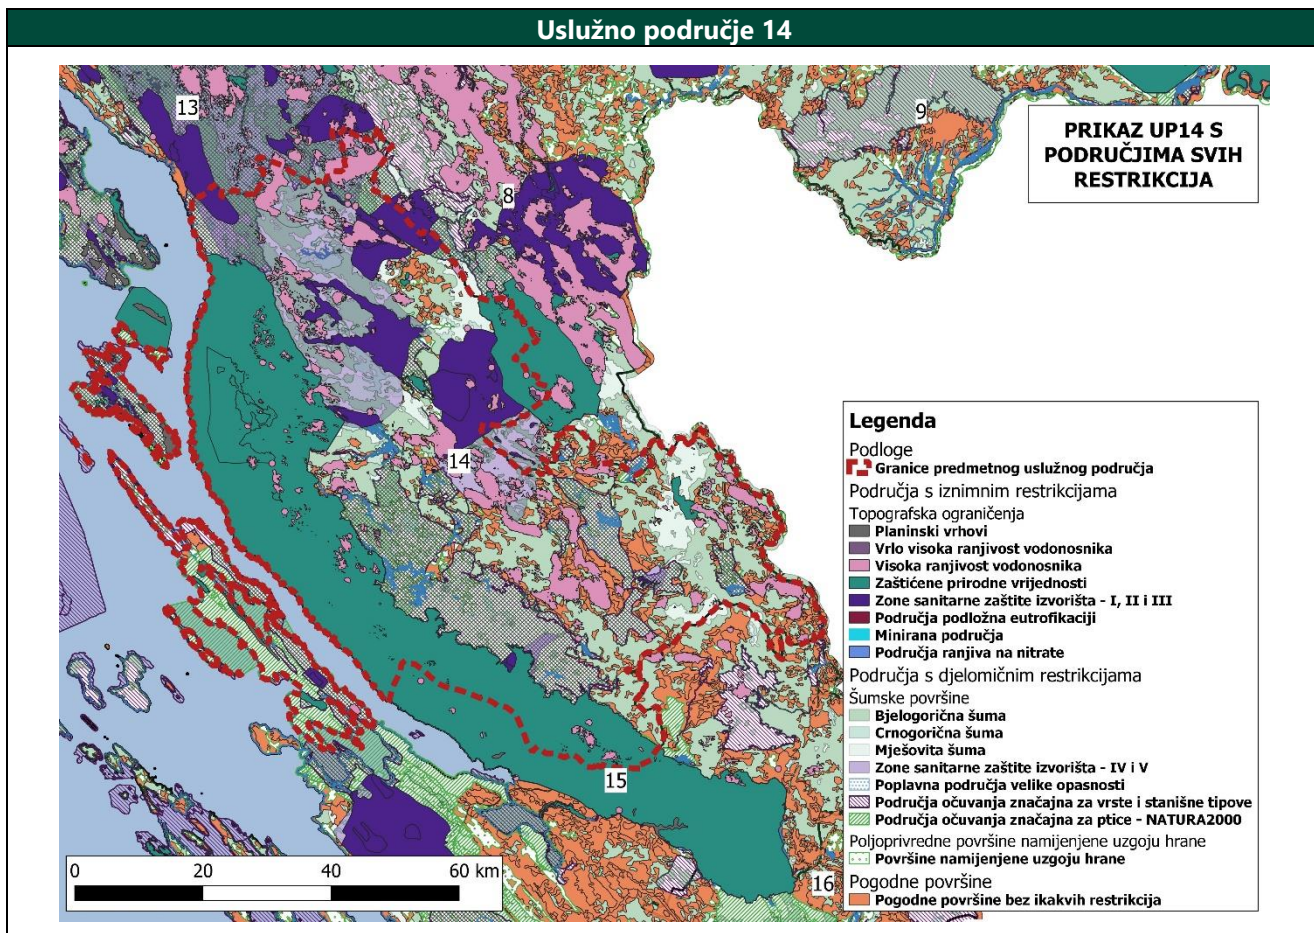 Uslužno područje 14
13
9
8
14
15
16
PRIKAZ UP14 S
PODRUČJIMA SVIH
RESTRIKCIJA
Legenda
Podloge
Granice predmetnog uslužnog područja
Područja s iznimnim restrikcijama
Topografska ograničenja
Planinski vrhovi
Vrlo visoka ranjivost vodonosnika
Visoka ranjivost vodonosnika
Zaštićene prirodne vrijednosti
Zone sanitarne zaštite izvorišta - I, II i III
Područja podložna eutrofikaciji
Minirana područja
Područja ranjiva na nitrate
Područja s djelomičnim restrikcijama
Šumske površine
Bjelogorična šuma
Crnogorična šuma
Mješovita šuma
Zone sanitarne zaštite izvorišta - IV i V
Poplavna područja velike opasnosti
Područja očuvanja značajna za vrste i stanišne tipove
Područja očuvanja značajna za ptice - NATURA2000
Poljoprivredne površine namijenjene uzgoju hrane
Površine namijenjene uzgoju hrane
Pogodne površine
Pogodne površine bez ikakvih restrikcija
0 20 40 60 km